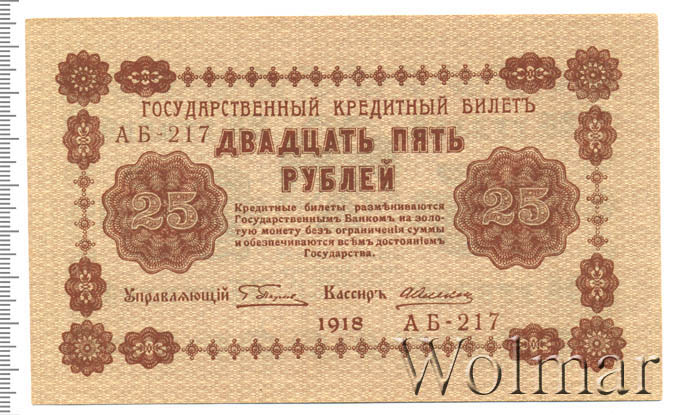 ГОСУДАРСТВЕННЫЙ КРЕДИТНЫЙ БИЛЕТЪ
АБ-217
ДВАДЦАТЬ ПЯТЬ
РУБЛЕЙ
25
25
Кредитные билеты размѣниваются
Государственнымъ Банкомъ на золо-
тую монету безъ ограниченія суммы
и обезпечиваются всѣмъ достояніемъ
Государства.
Управляющій
Кассиръ
1918 АБ-217
Wolmar